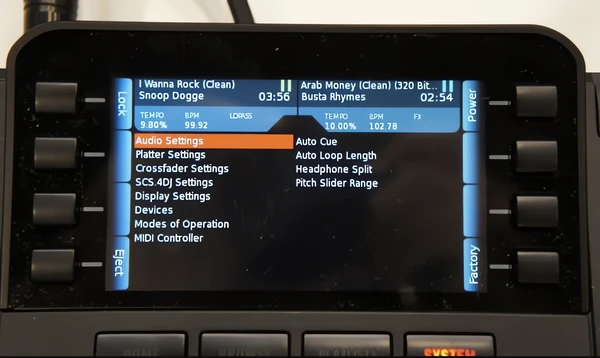 I Wanna Rock (Clean)
Snoop Dogge 03:56
Arab Money (Clean) (320 Bit...
Busta Rhymes 02:54
TEMPO BPM LOPASS
9.80% 99.92
TEMPO BPM FX
10.00% 102.78
Lock
Power
Eject
Factory
Audio Settings
Platter Settings
Crossfader Settings
SCS.4DJ Settings
Display Settings
Devices
Modes of Operation
MIDI Controller
Auto Cue
Auto Loop Length
Headphone Split
Pitch Slider Range
SYSTEM